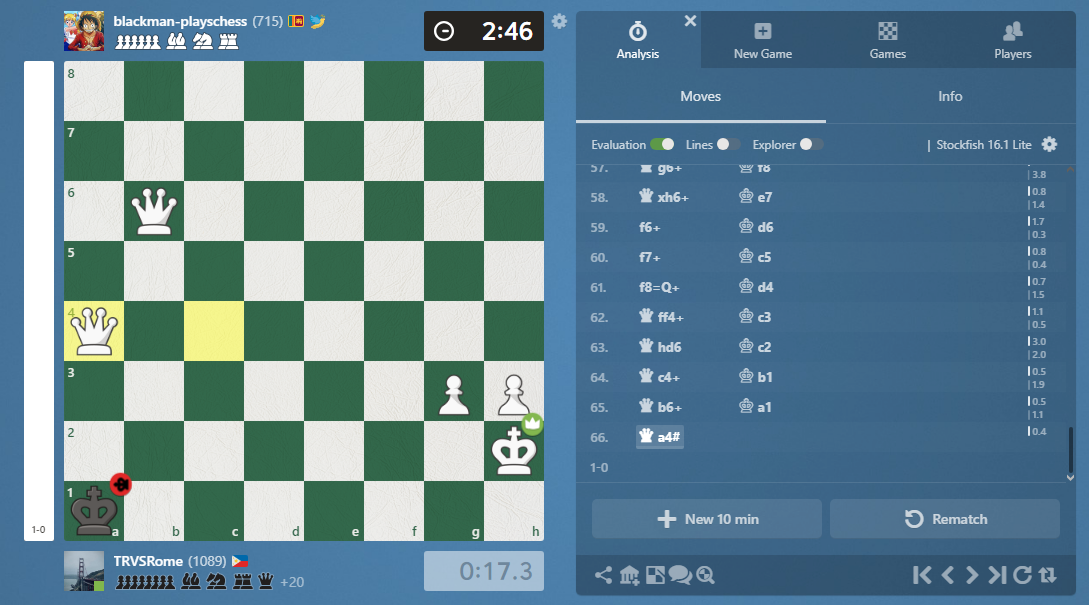 blackman-playschess (715)
2:46
Analysis
New Game
Games
Players
Moves
Info
Evaluation
Lines
Explorer
| Stockfish 16.1 Lite
57. g6+ f8 3.8
58. xh6+ e7 0.8 1.4
59. f6+ d6 1.7 0.3
60. f7+ c5 0.8 0.4
61. f8=Q+ d4 0.7 1.5
62. ff4+ c3 1.1 0.5
63. hd6 c2 3.0 2.0
64. c4+ b1 0.5 1.9
65. b6+ a1 0.5 1.1
66. a4# 0.4
1-0
New 10 min
Rematch
8
7
6
5
4
3
2
1
a b c d e f g h
1-0
TRVSRome (1089)
+20
0:17.3